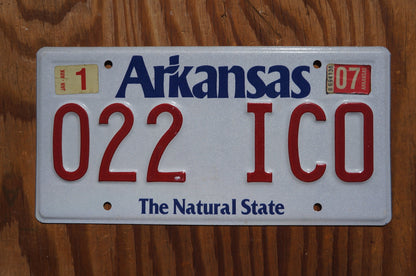 1 Arkansas 07
022 ICO
The Natural State